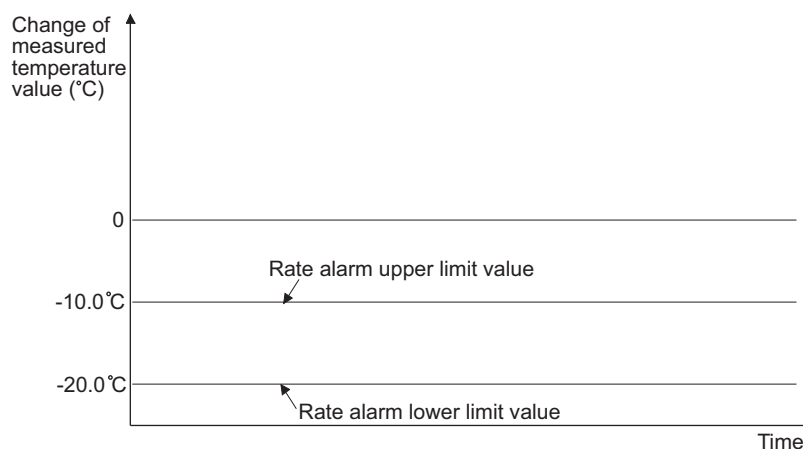 Change of
measured
temperature
value (°C)
0
Rate alarm upper limit value
-10.0°C
-20.0°C
Rate alarm lower limit value
Time